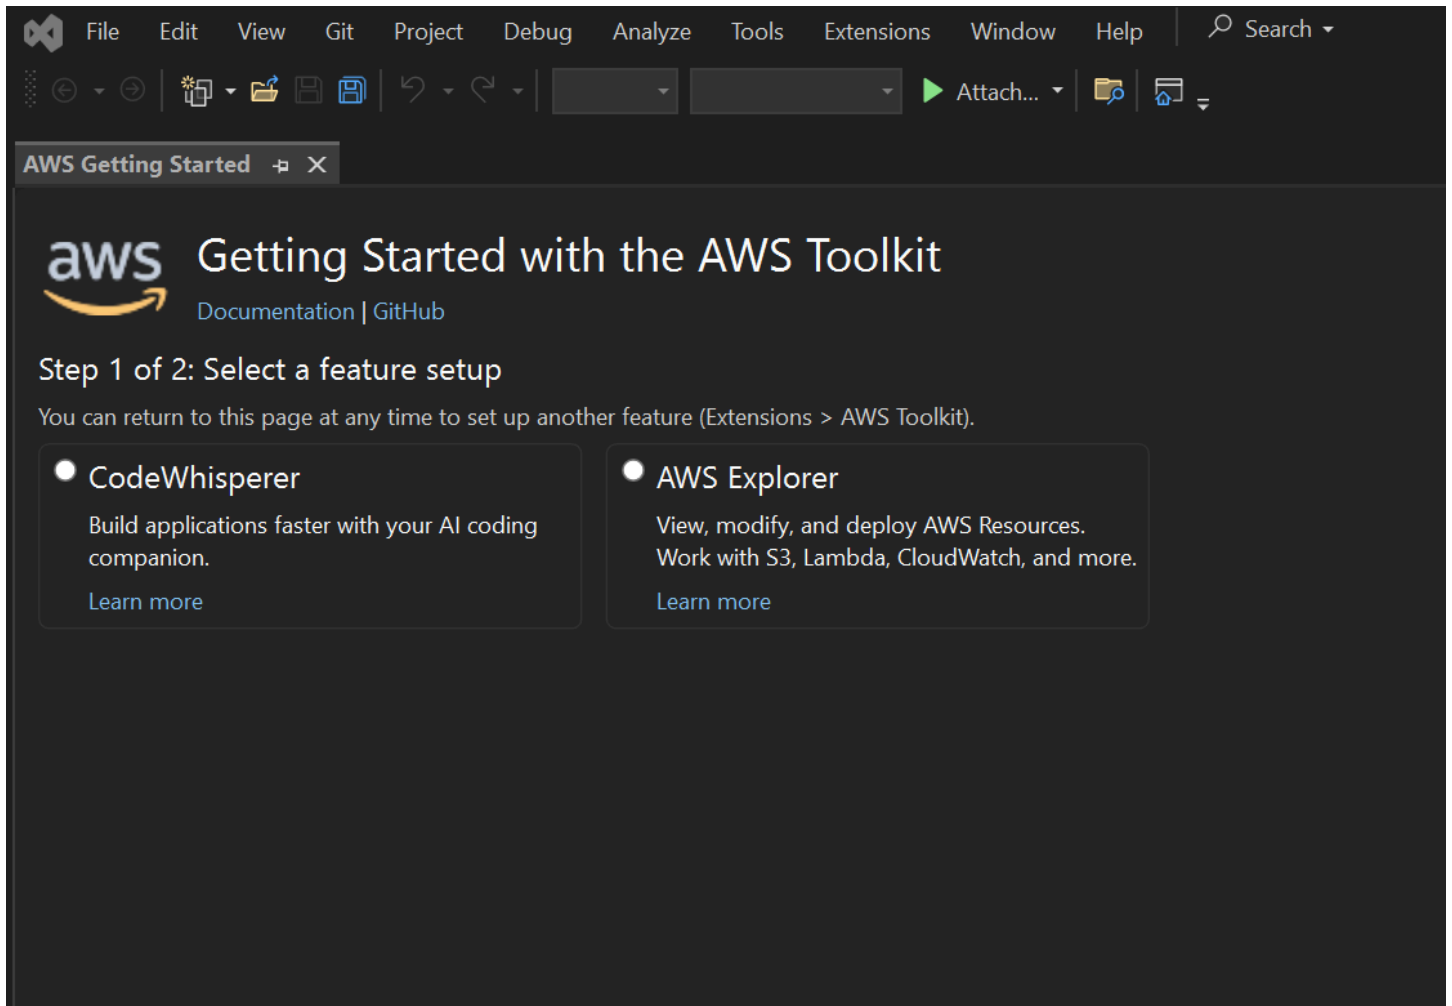 File Edit View Git Project Debug Analyze Tools Extensions Window Help Search
Attach...
AWS Getting Started
aws
Getting Started with the AWS Toolkit
Documentation | GitHub
Step 1 of 2: Select a feature setup
You can return to this page at any time to set up another feature (Extensions > AWS Toolkit).
CodeWhisperer
Build applications faster with your AI coding
companion.
Learn more
AWS Explorer
View, modify, and deploy AWS Resources.
Work with S3, Lambda, CloudWatch, and more.
Learn more